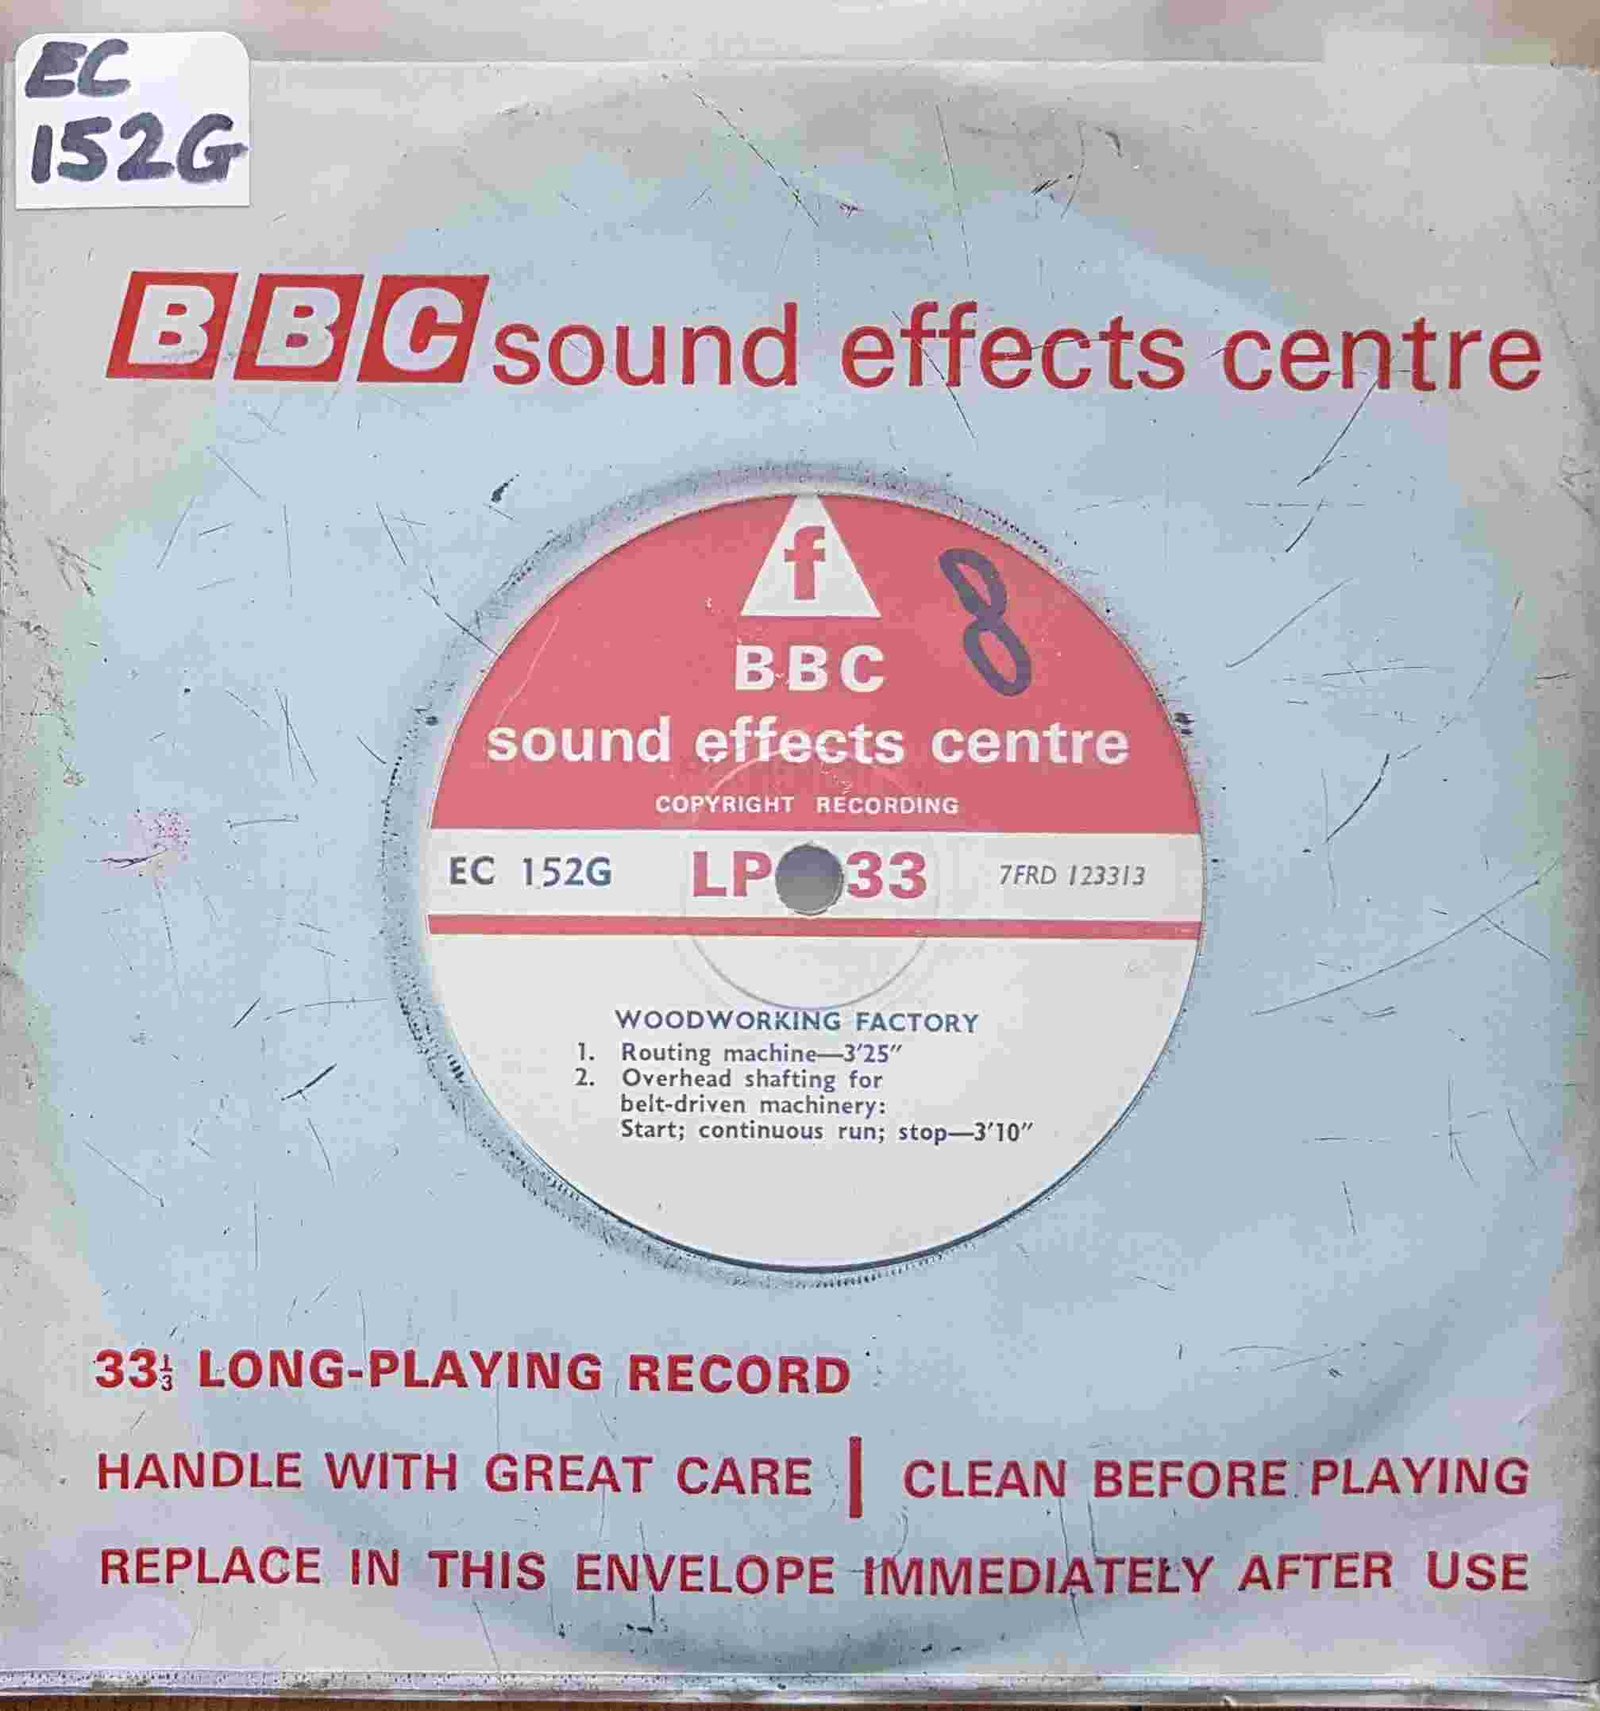 EC
152G
BBC sound effects centre
f
8
BBC
sound effects centre
COPYRIGHT RECORDING
EC 152G LP 33 7FRD 123313
WOODWORKING FACTORY
1. Routing machine—3′25″
2. Overhead shafting for
belt-driven machinery:
Start; continuous run; stop—3′10″
33⅓ LONG-PLAYING RECORD
HANDLE WITH GREAT CARE | CLEAN BEFORE PLAYING
REPLACE IN THIS ENVELOPE IMMEDIATELY AFTER USE